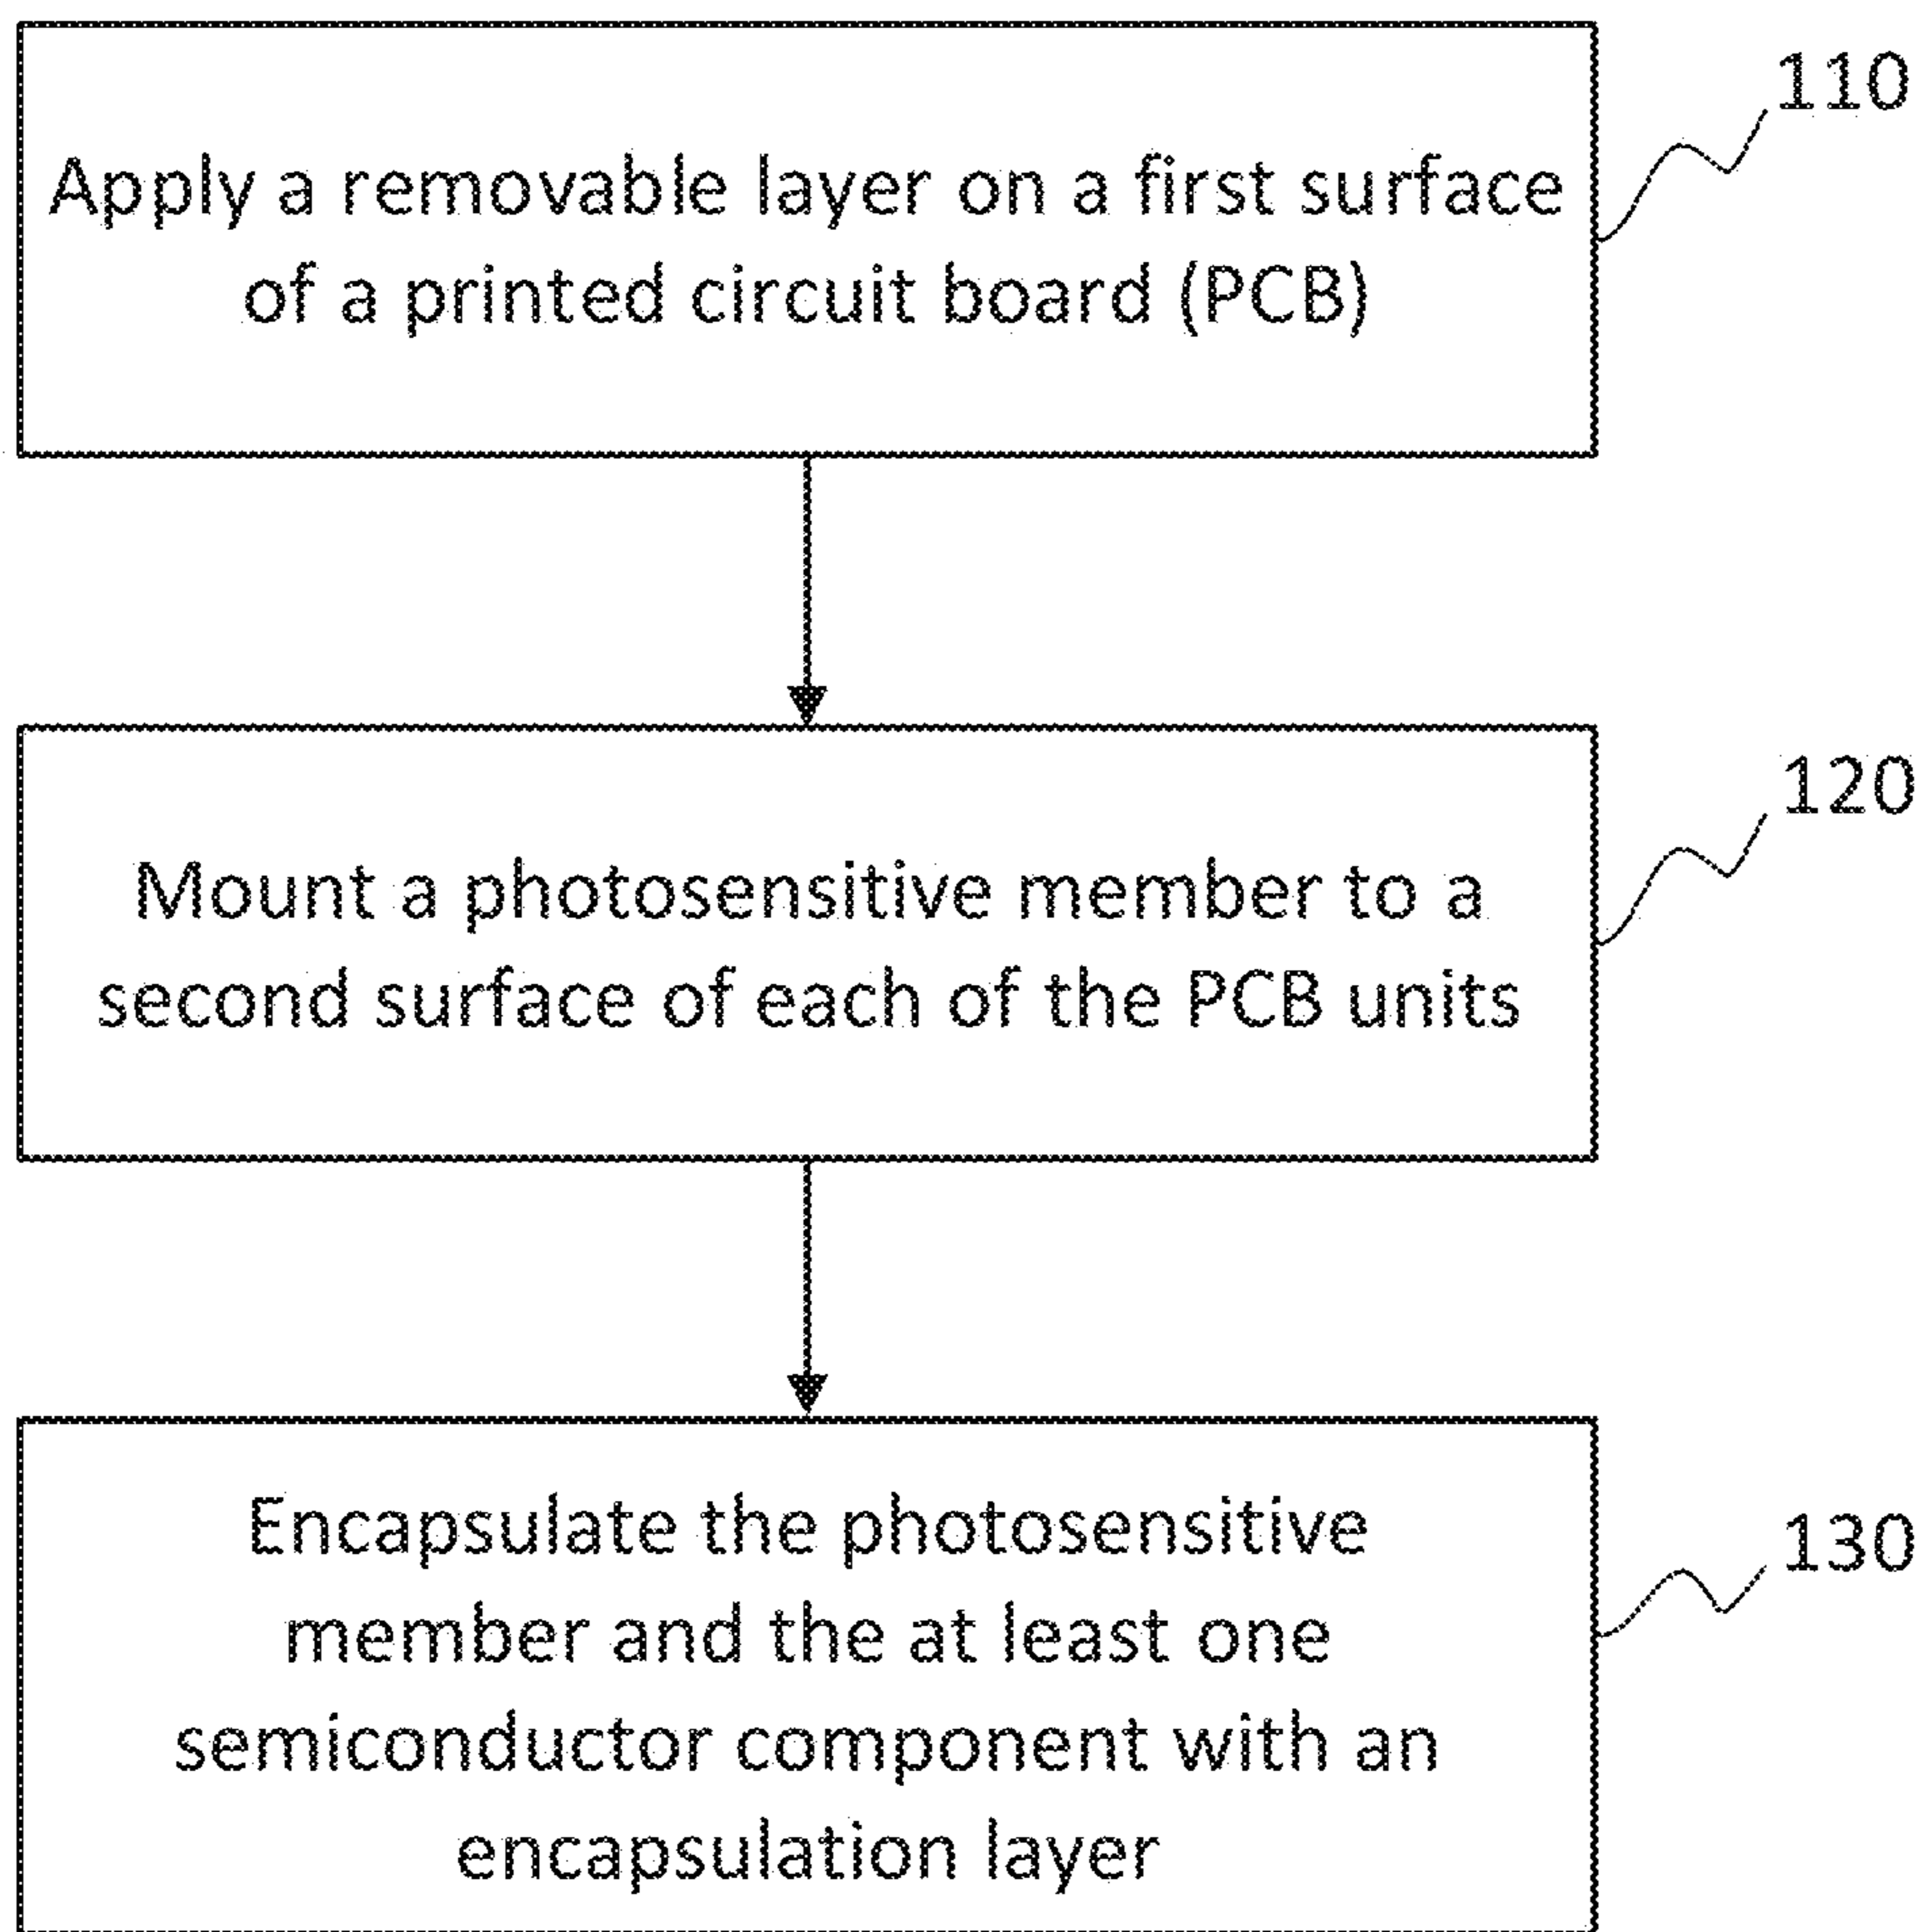 110
Apply a removable layer on a first surface
of a printed circuit board (PCB)
120
Mount a photosensitive member to a
second surface of each of the PCB units
130
Encapsulate the photosensitive
member and the at least one
semiconductor component with an
encapsulation layer